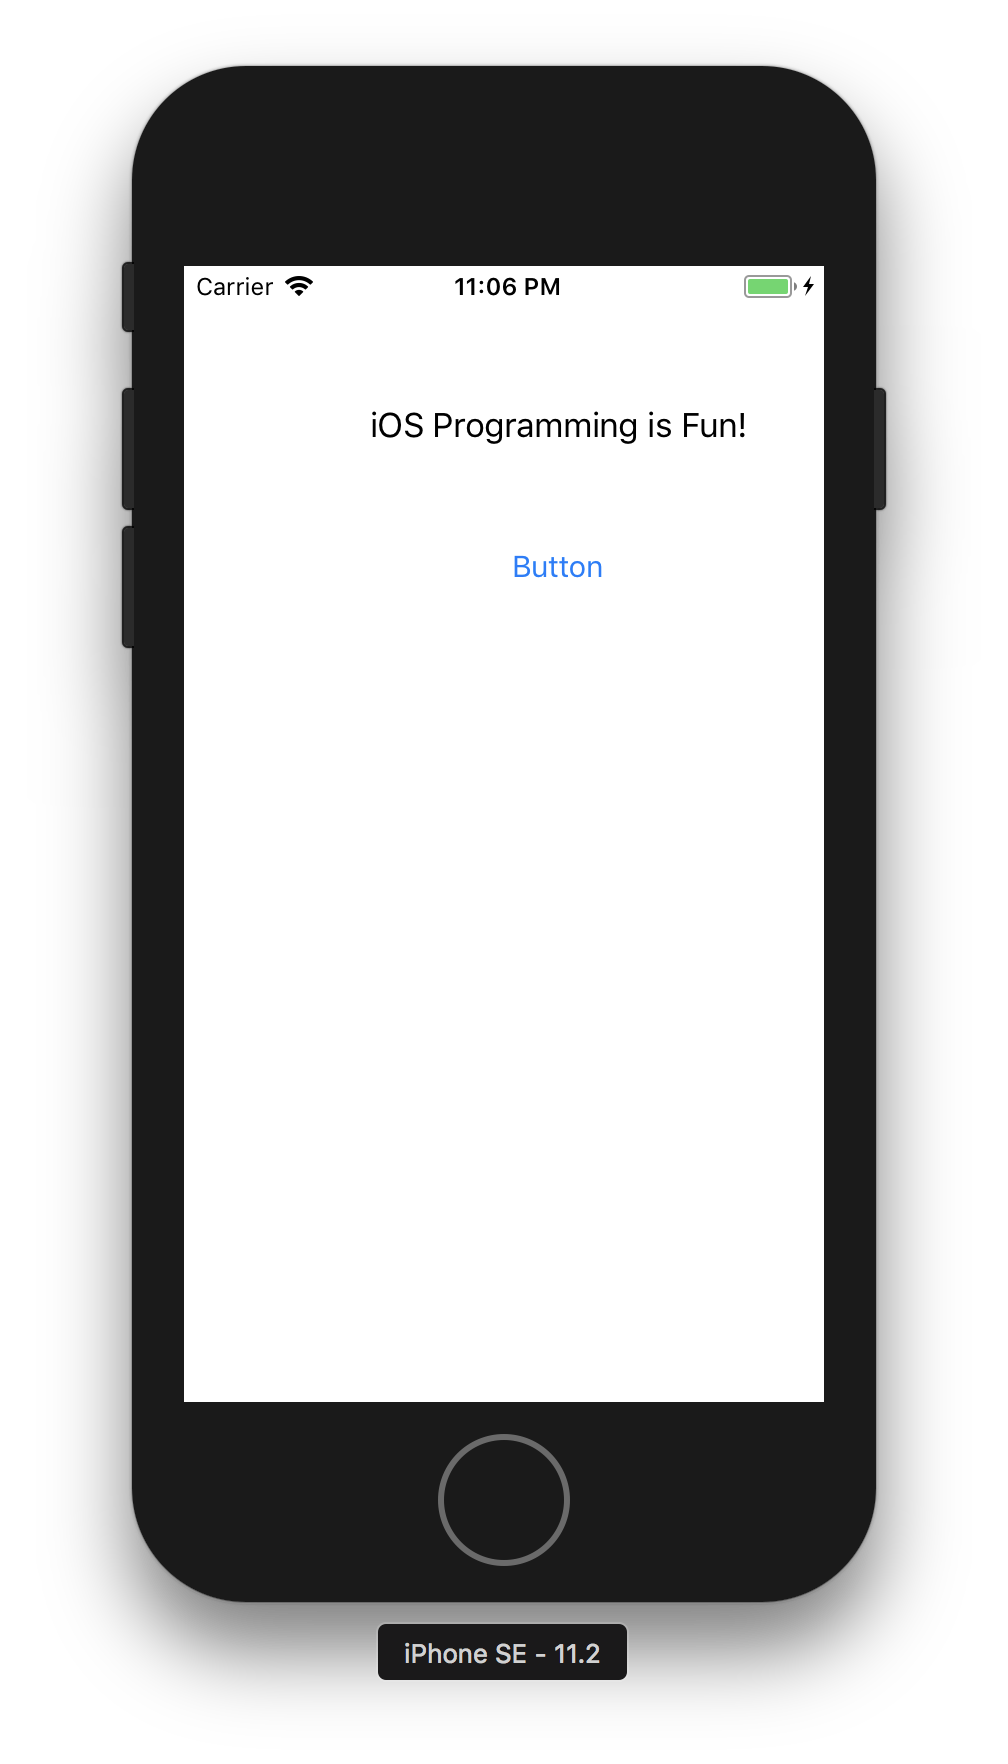 Carrier 11:06 PM
iOS Programming is Fun!
Button
iPhone SE - 11.2